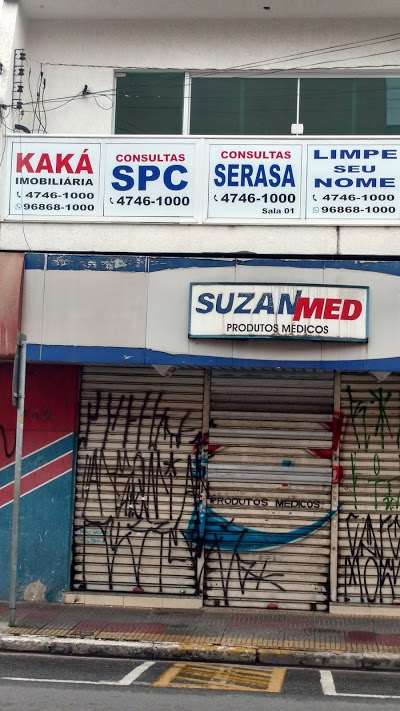 KAKÁ
IMOBILIÁRIA
4746-1000
96868-1000
CONSULTAS
SPC
4746-1000
CONSULTAS
SERASA
4746-1000
Sala 01
LIMPE
SEU
NOME
4746-1000
96868-1000
SUZANMED
PRODUTOS MÉDICOS
PRODUTOS MEDICOS